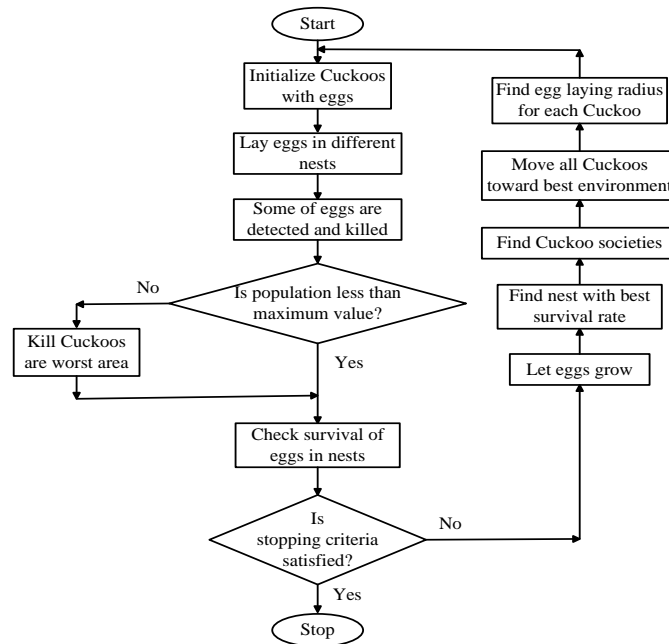 Start
Initialize Cuckoos
with eggs
Lay eggs in different
nests
Some of eggs are
detected and killed
Is population less than
maximum value?
No
Yes
Kill Cuckoos
are worst area
Check survival of
eggs in nests
Is
stopping criteria
satisfied?
No
Yes
Stop
Let eggs grow
Find nest with best
survival rate
Find Cuckoo societies
Move all Cuckoos
toward best environment
Find egg laying radius
for each Cuckoo